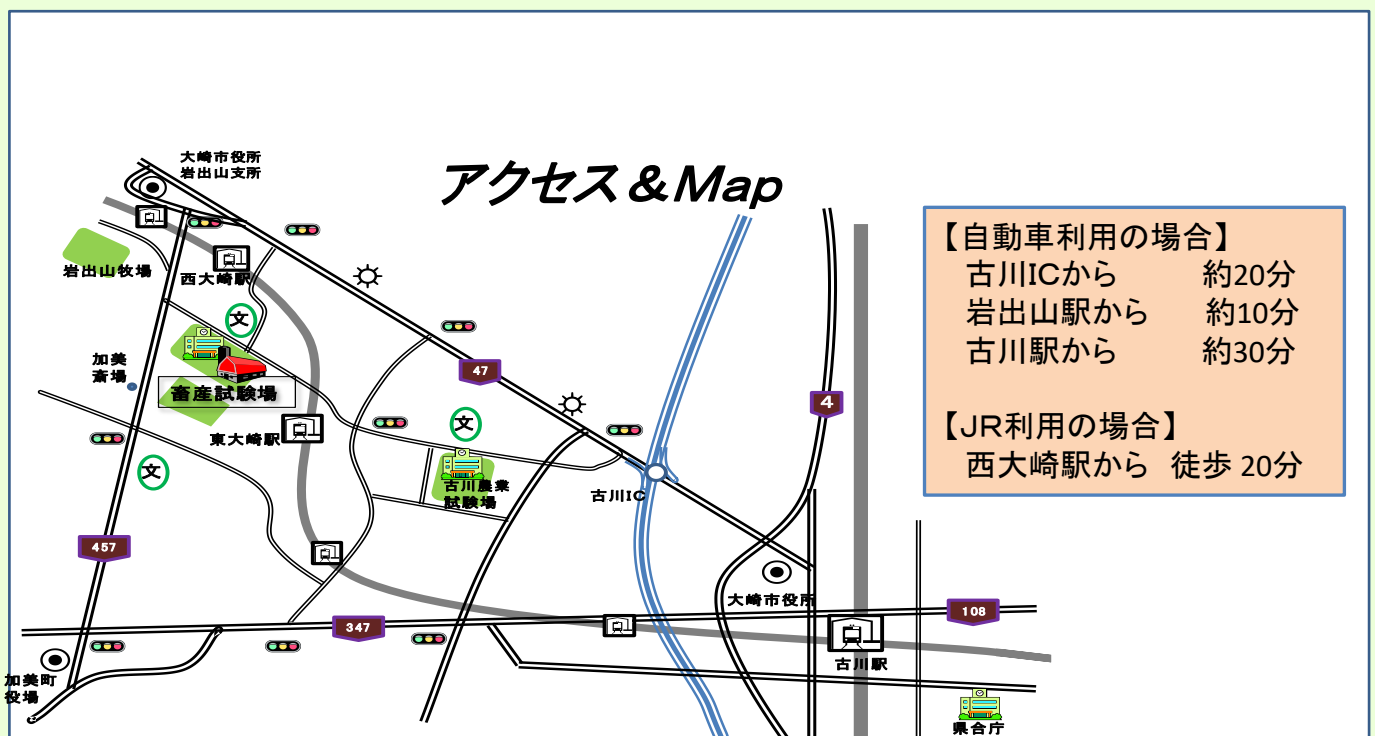 アクセス&Map
大崎市役所
岩出山支所
岩出山牧場
西大崎駅
文
加美
斎場
畜産試験場
東大崎駅
文
文
古川農業
試験場
古川IC
47
4
457
347
108
大崎市役所
古川駅
加美町
役場
県合庁
【自動車利用の場合】
古川ICから 約20分
岩出山駅から 約10分
古川駅から 約30分
【JR利用の場合】
西大崎駅から 徒歩 20分